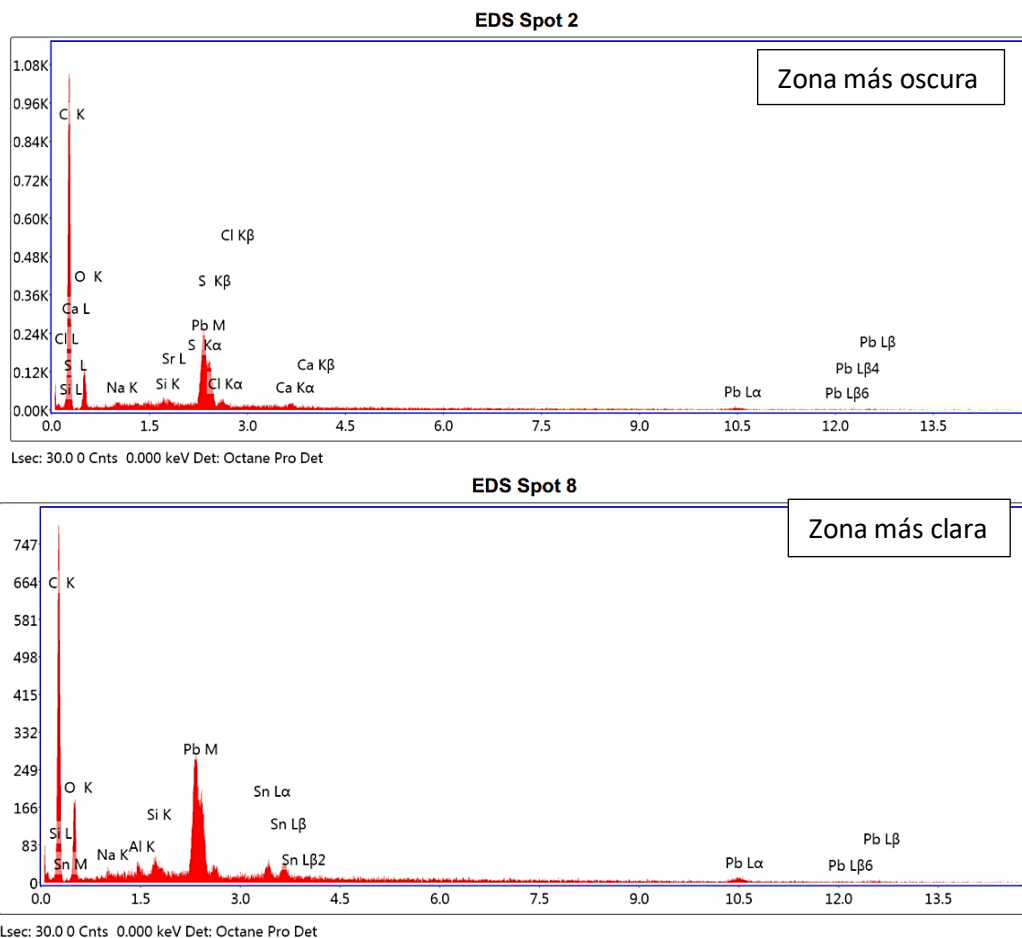 EDS Spot 2
Zona más oscura
1.08K
0.96K
C K
0.84K
0.72K
0.60K
Cl Kβ
0.48K
O K
S Kβ
0.36K
Ca L
Pb M
0.24K
Cl L
S Kα
Pb Lβ
Sr L
S L
Ca Kβ
Pb Lβ4
0.12K
Si L
Na K
Si K
Cl Kα
Ca Kα
Pb Lα
Pb Lβ6
0.00K
0.0 1.5 3.0 4.5 6.0 7.5 9.0 10.5 12.0 13.5
Lsec: 30.0 0 Cnts 0.000 keV Det: Octane Pro Det
EDS Spot 8
Zona más clara
747
664
C K
581
498
415
332
Pb M
249
O K
Sn Lα
166
Si K
Sn Lβ
83
Si L
Pb Lβ
Al K
Na K
Sn M
Sn Lβ2
Pb Lα
Pb Lβ6
0
0.0 1.5 3.0 4.5 6.0 7.5 9.0 10.5 12.0 13.5
Lsec: 30.0 0 Cnts 0.000 keV Det: Octane Pro Det